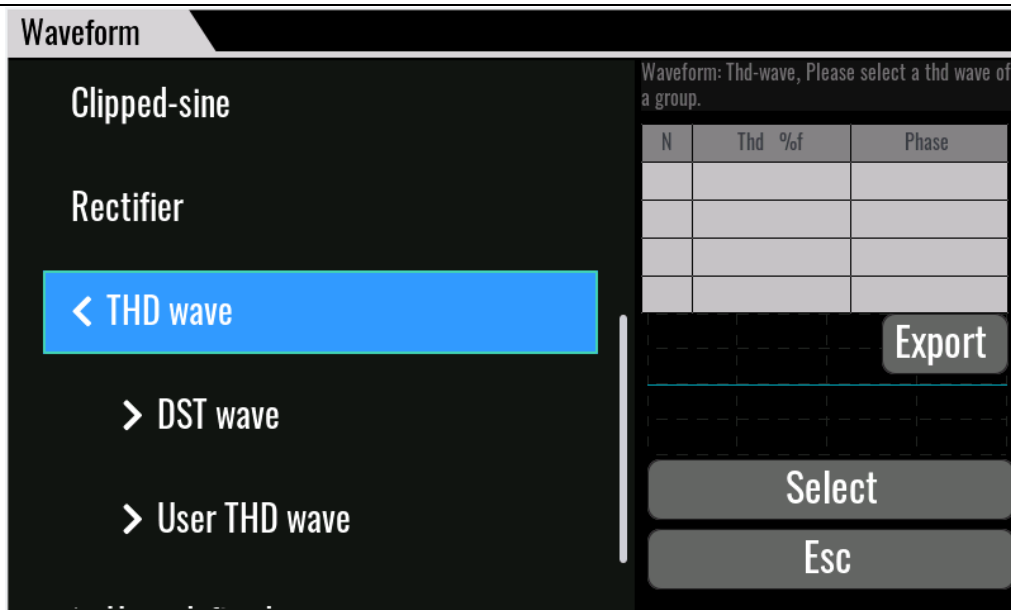 Waveform
Clipped-sine
Rectifier
THD wave
DST wave
User THD wave
Waveform: Thd-wave, Please select a thd wave of
a group.
N Thd %f Phase
Export
Select
Esc